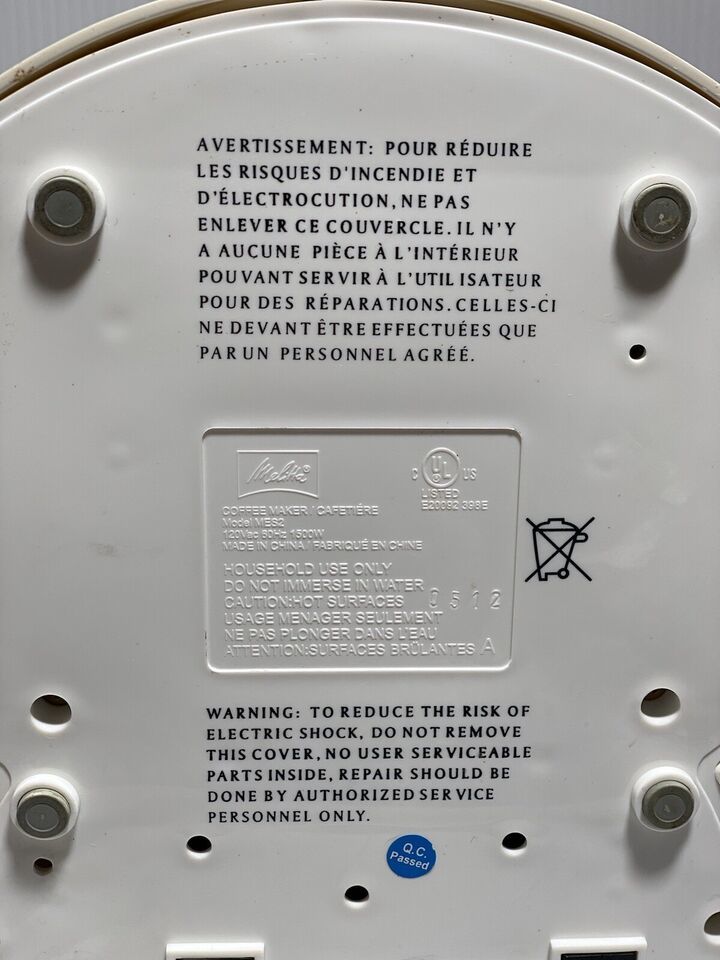 AVERTISSEMENT: POUR RÉDUIRE
LES RISQUES D'INCENDIE ET
D'ÉLECTROCUTION, NE PAS
ENLEVER CE COUVERCLE. IL N'Y
A AUCUNE PIÈCE À L'INTÉRIEUR
POUVANT SERVIR À L'UTILISATEUR
POUR DES RÉPARATIONS. CELLES-CI
NE DEVANT ÊTRE EFFECTUÉES QUE
PAR UN PERSONNEL AGRÉÉ.
Melitta®
C UL US
LISTED
E20092 398E
COFFEE MAKER / CAFETIÉRE
Model MES2
120Vac 60Hz 1500W
MADE IN CHINA / FABRIQUÉ EN CHINE
HOUSEHOLD USE ONLY
DO NOT IMMERSE IN WATER
CAUTION:HOT SURFACES 0512
USAGE MENAGER SEULEMENT
NE PAS PLONGER DANS L'EAU
ATTENTION:SURFACES BRÛLANTES A
WARNING: TO REDUCE THE RISK OF
ELECTRIC SHOCK, DO NOT REMOVE
THIS COVER, NO USER SERVICEABLE
PARTS INSIDE, REPAIR SHOULD BE
DONE BY AUTHORIZED SERVICE
PERSONNEL ONLY.
Q.C.
Passed